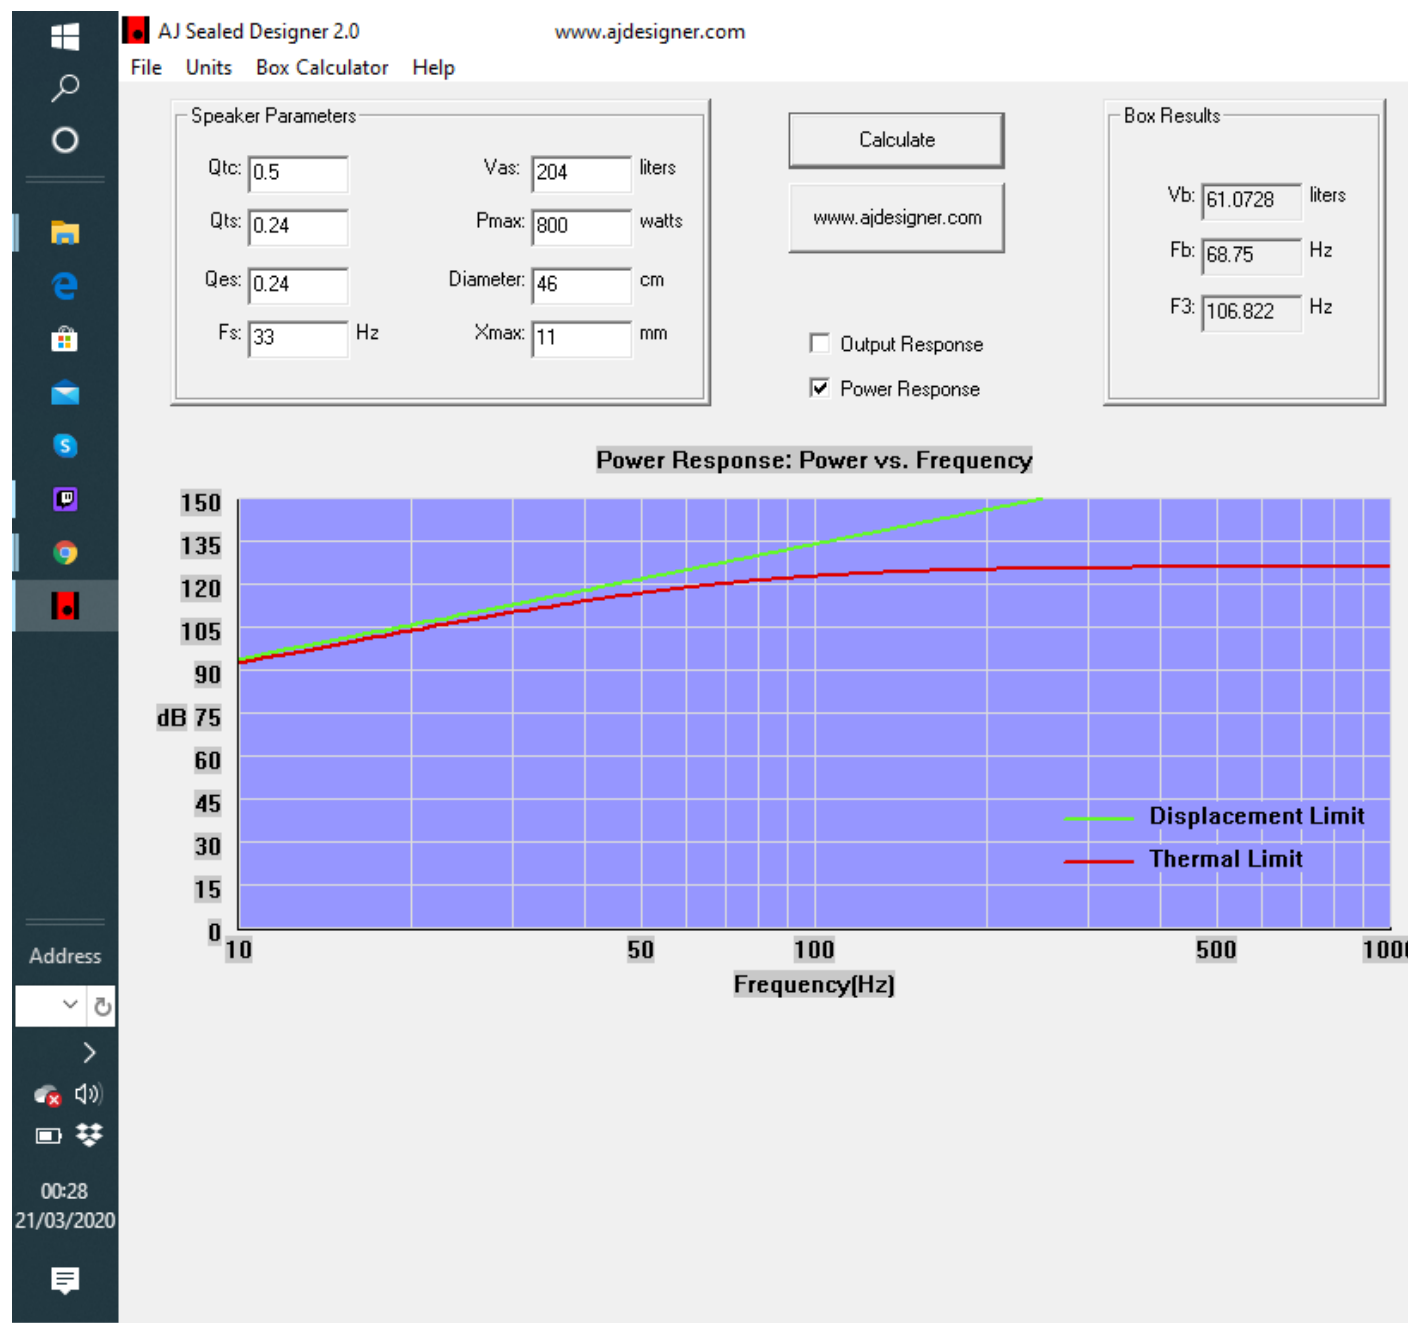 AJ Sealed Designer 2.0 www.ajdesigner.com
File Units Box Calculator Help
Speaker Parameters
Qtc: 0.5 Vas: 204 liters
Qts: 0.24 Pmax: 800 watts
Qes: 0.24 Diameter: 46 cm
Fs: 33 Hz Xmax: 11 mm
Calculate
www.ajdesigner.com
Output Response
Power Response
Box Results
Vb: 61.0728 liters
Fb: 68.75 Hz
F3: 106.822 Hz
Power Response: Power vs. Frequency
150
135
120
105
90
dB 75
60
45
30
15
0
10 50 100 500 1000
Frequency(Hz)
Displacement Limit
Thermal Limit
Address
00:28
21/03/2020